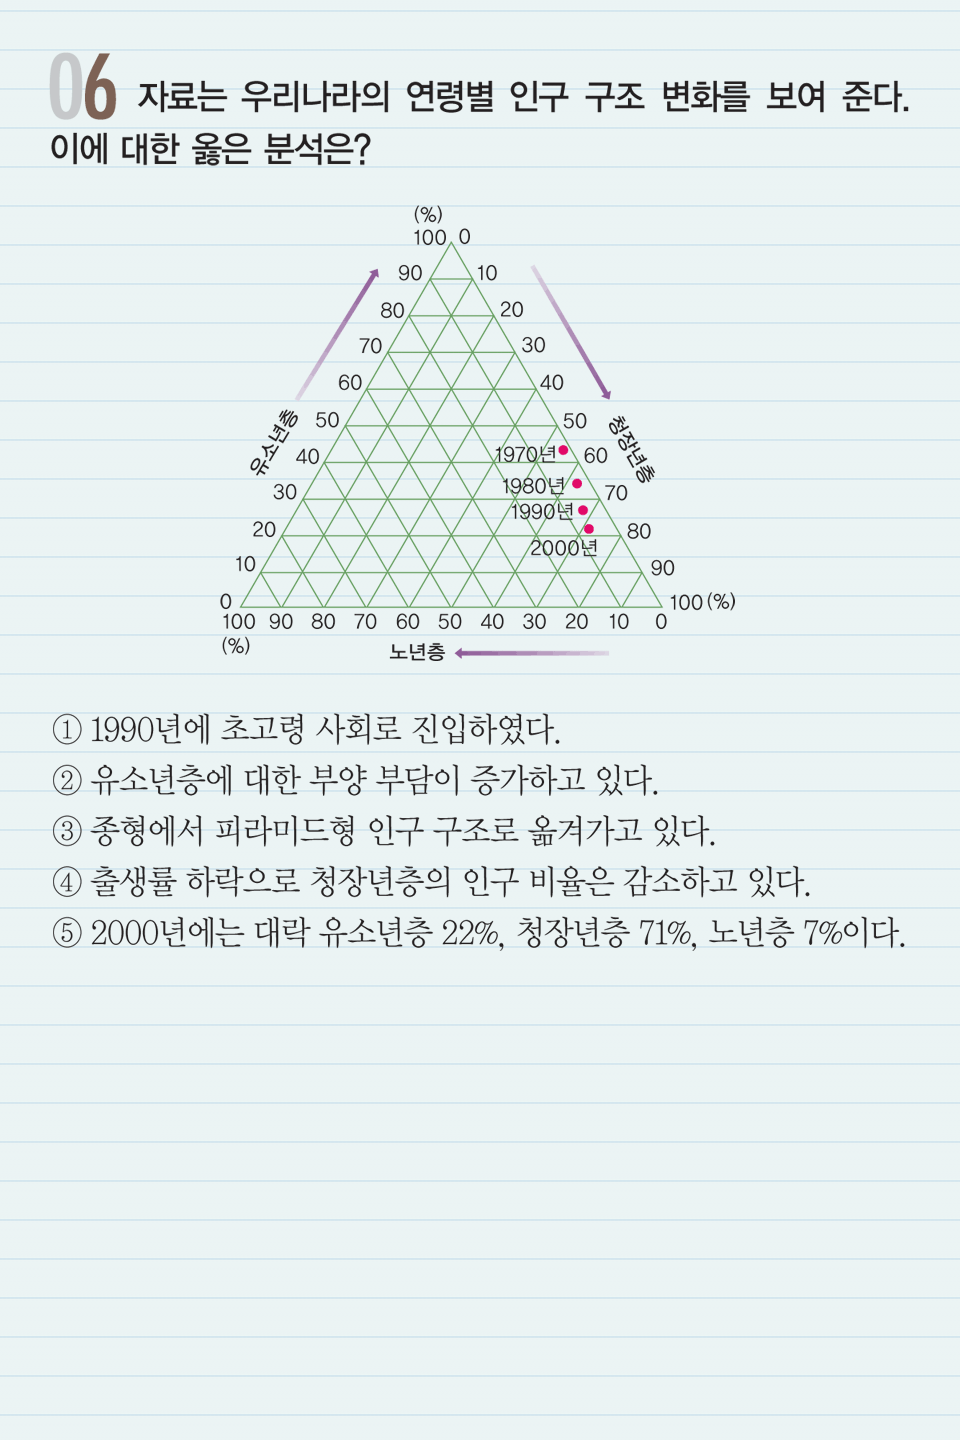 06 자료는 우리나라의 연령별 인구 구조 변화를 보여 준다.
이에 대한 옳은 분석은?
(%)
100 0
90 10
80 20
70 30
60 40
50 50
유소년층 청장년층
40 1970년 60
30 1980년 70
1990년
20 80
2000년
10 90
0 100 (%)
100 90 80 70 60 50 40 30 20 10 0
(%)
노년층
① 1990년에 초고령 사회로 진입하였다.
② 유소년층에 대한 부양 부담이 증가하고 있다.
③ 종형에서 피라미드형 인구 구조로 옮겨가고 있다.
④ 출생률 하락으로 청장년층의 인구 비율은 감소하고 있다.
⑤ 2000년에는 대략 유소년층 22%, 청장년층 71%, 노년층 7%이다.